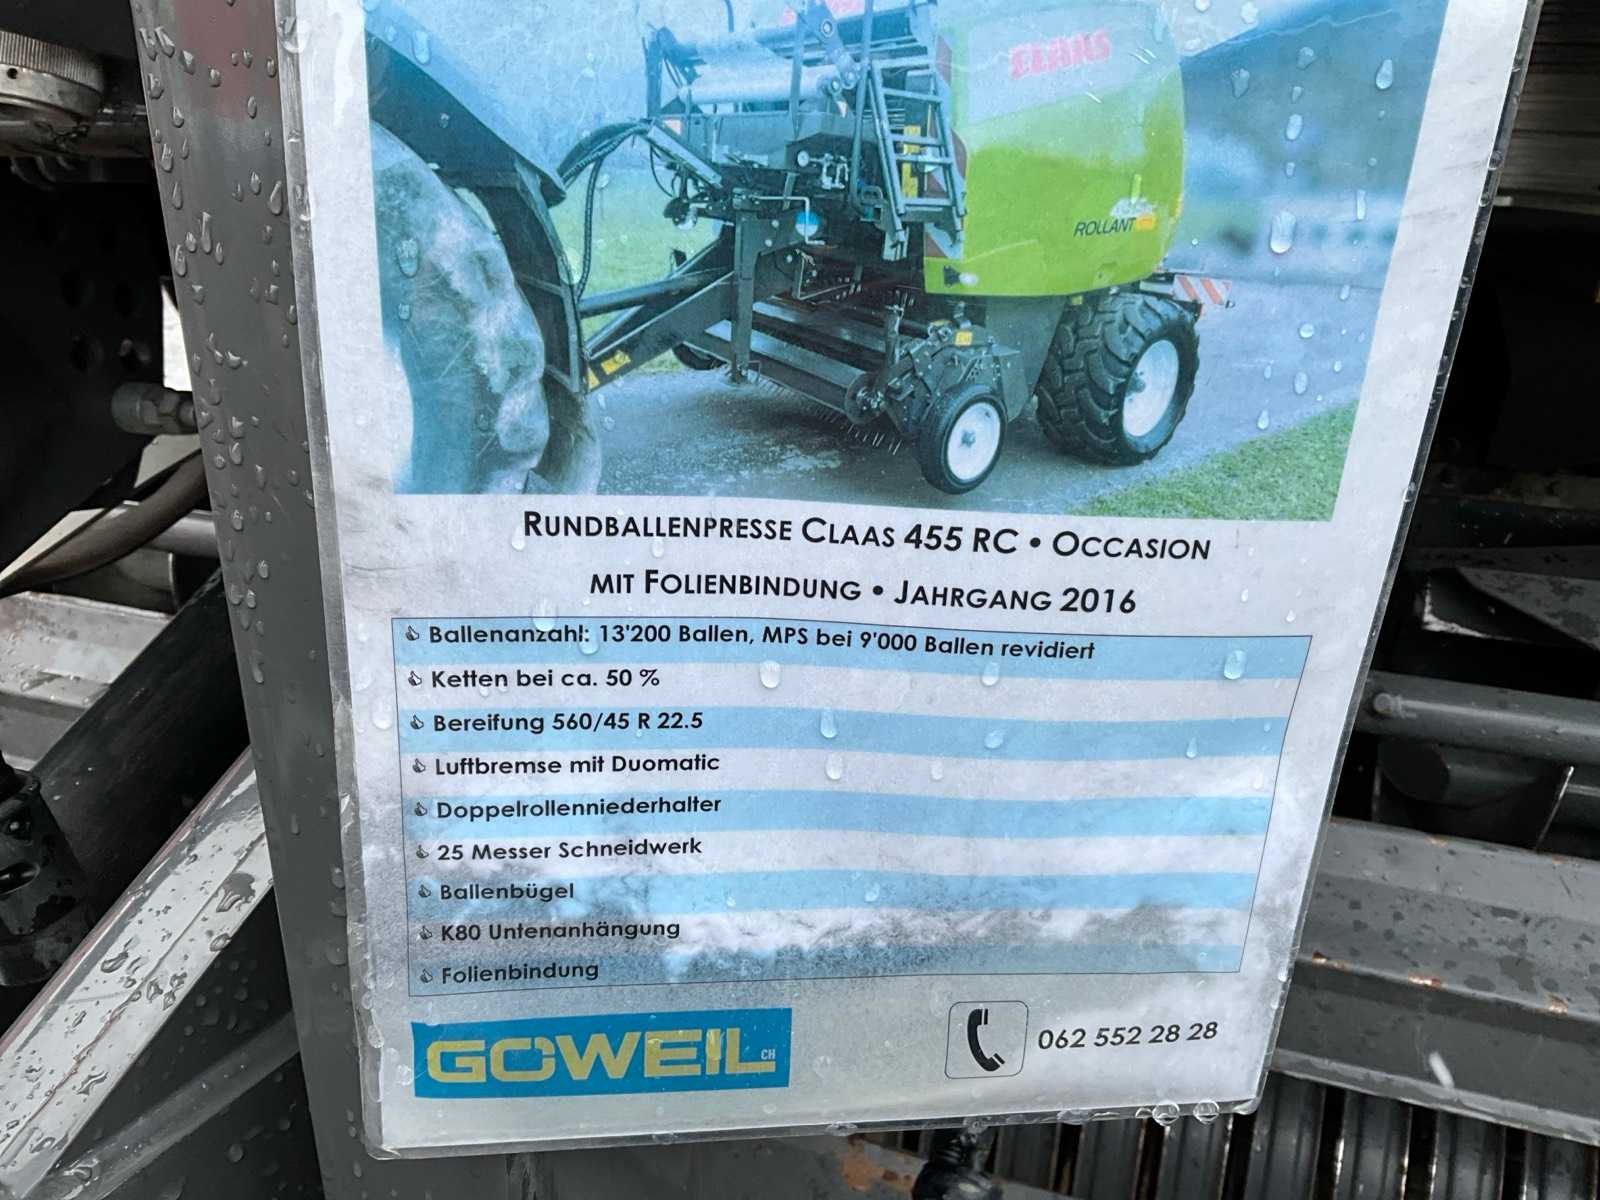 CLAAS
ROLLANT
RUNDBALLENPRESSE CLAAS 455 RC • OCCASION
MIT FOLIENBINDUNG • JAHRGANG 2016
Ballenanzahl: 13'200 Ballen, MPS bei 9'000 Ballen revidiert
Ketten bei ca. 50 %
Bereifung 560/45 R 22.5
Luftbremse mit Duomatic
Doppelrollenniederhalter
25 Messer Schneidwerk
Ballenbügel
K80 Untenanhängung
Folienbindung
GÖWEIL CH
062 552 28 28